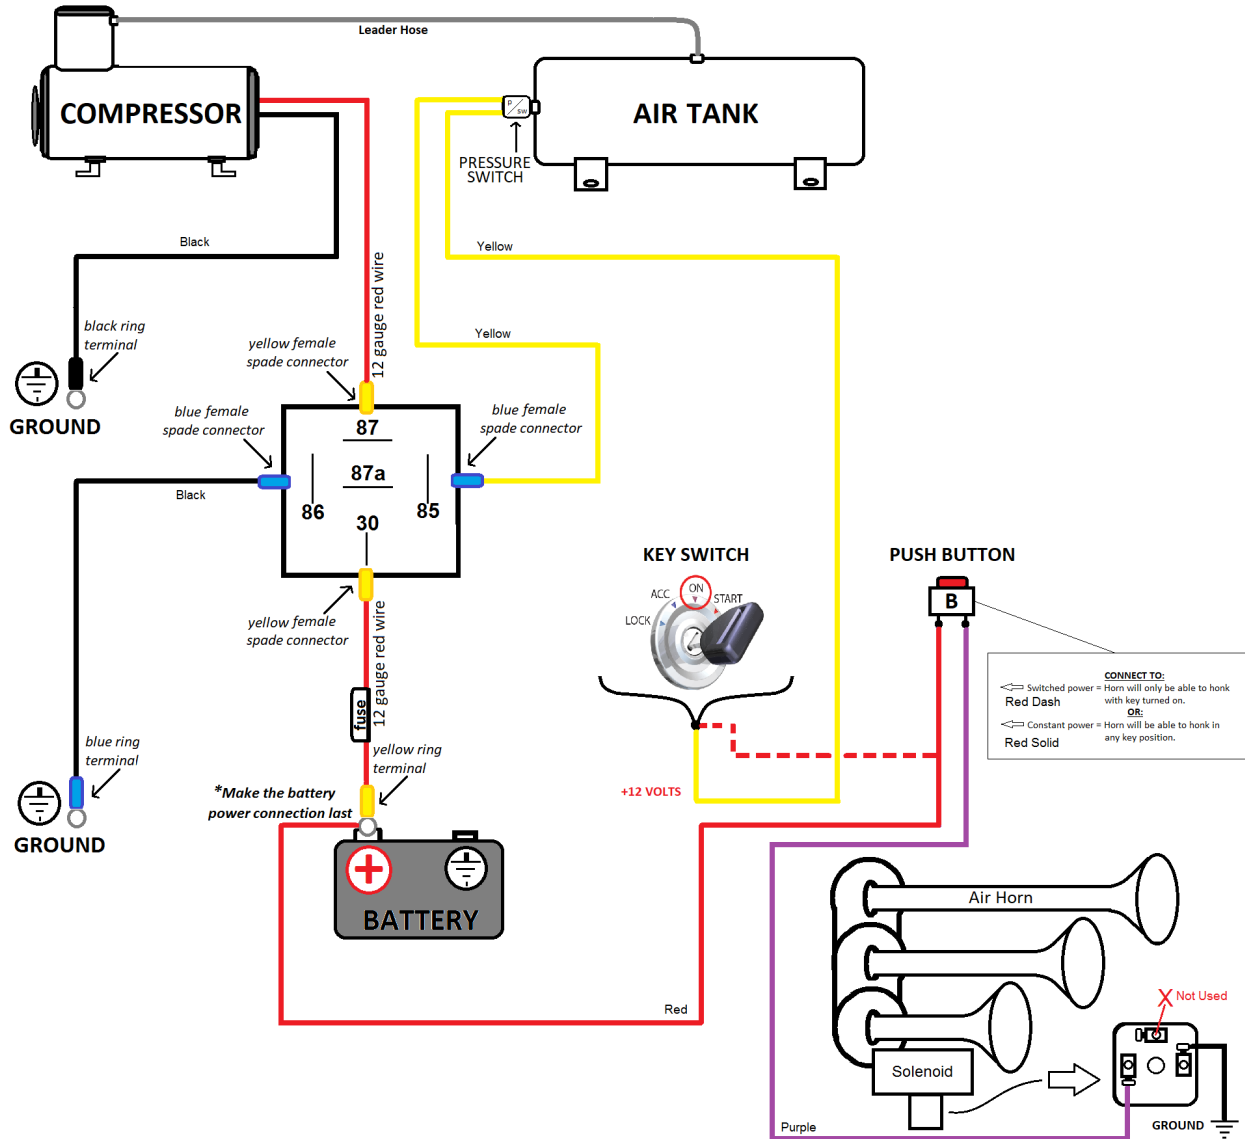 Leader Hose
COMPRESSOR
AIR TANK
P
SW
PRESSURE
SWITCH
Black
Yellow
12 gauge red wire
black ring
terminal
yellow female
spade connector
Yellow
GROUND
blue female
spade connector
blue female
spade connector
87
87a
86
85
30
Black
KEY SWITCH
PUSH BUTTON
ACC
ON
START
LOCK
B
yellow female
spade connector
12 gauge red wire
fuse
CONNECT TO:
Switched power = Horn will only be able to honk
with key turned on.
Red Dash
OR:
Constant power = Horn will be able to honk in
any key position.
Red Solid
blue ring
terminal
yellow ring
terminal
+12 VOLTS
*Make the battery
power connection last
GROUND
+
BATTERY
Air Horn
Red
X Not Used
Solenoid
Purple
GROUND